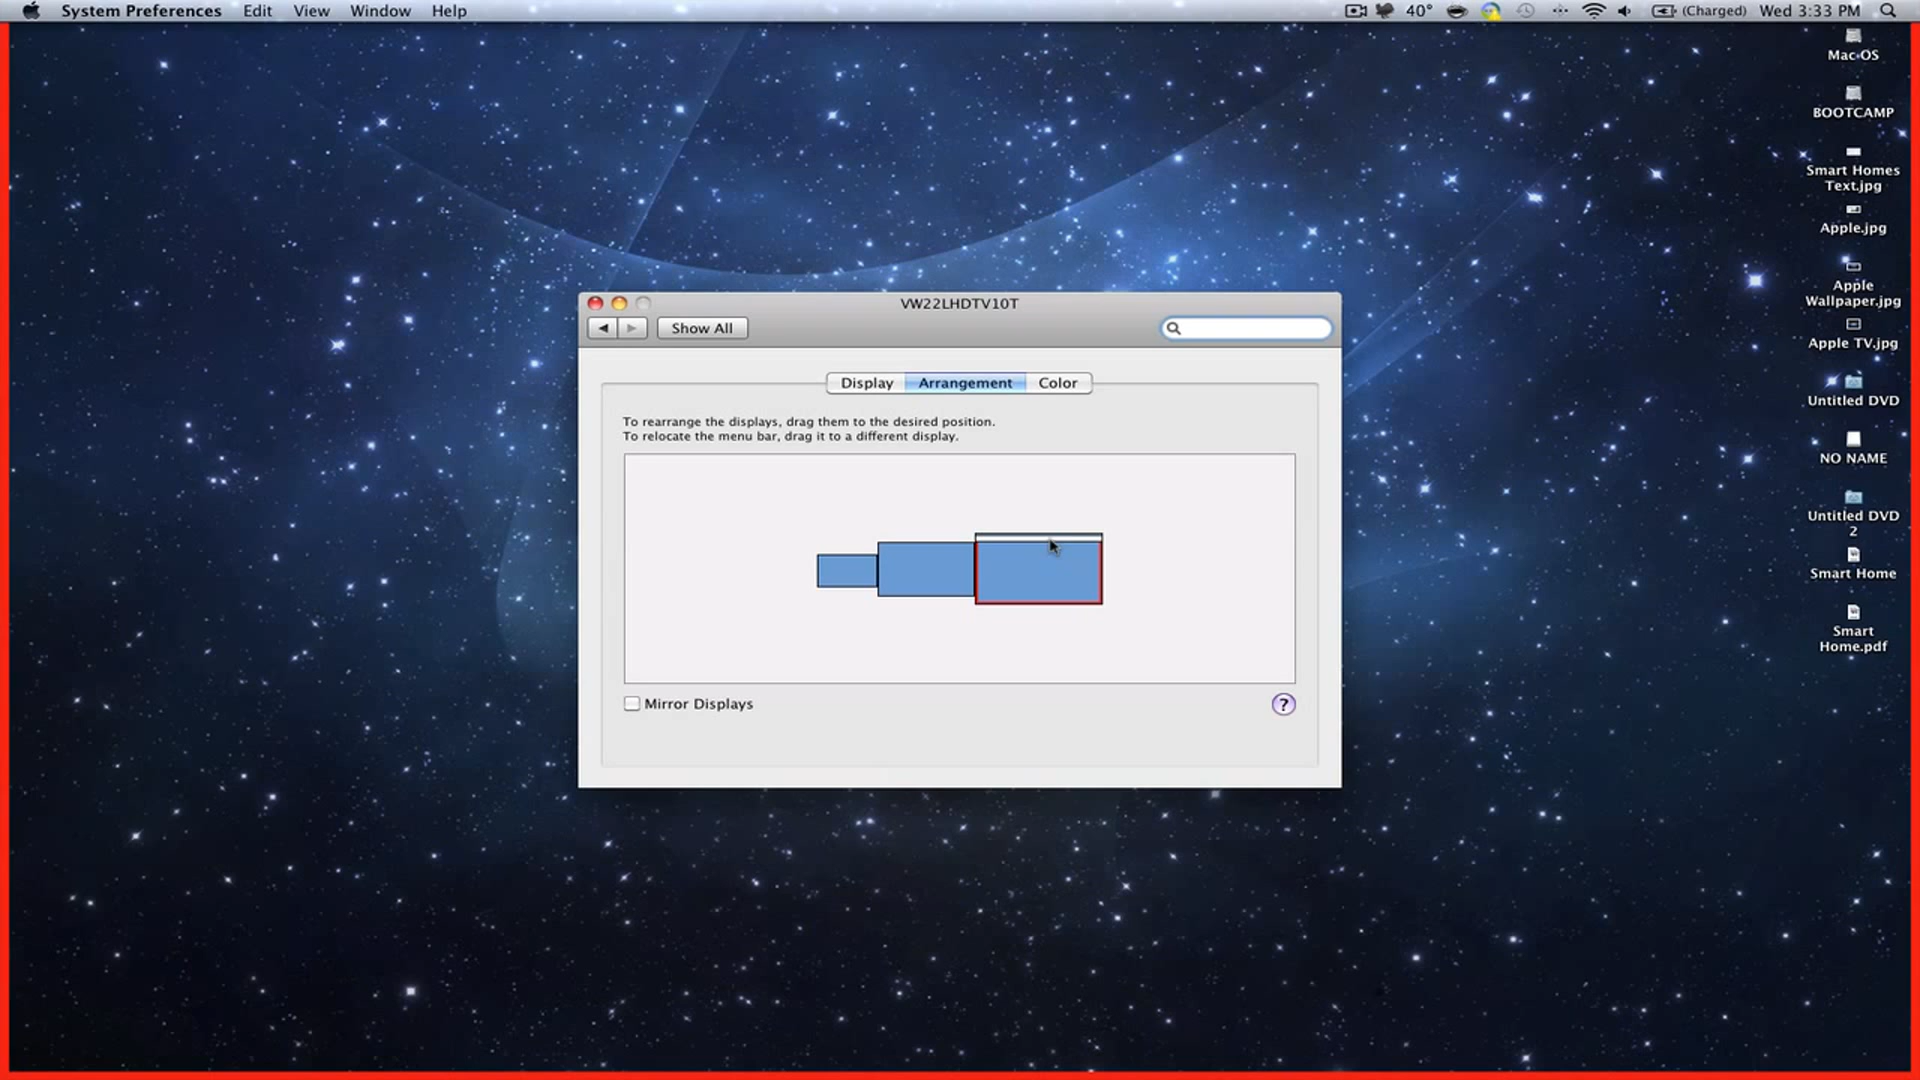 System Preferences Edit View Window Help 40° (Charged) Wed 3:33 PM
Mac OS
BOOTCAMP
Smart Homes
Text.jpg
Apple.jpg
Apple
Wallpaper.jpg
Apple TV.jpg
Untitled DVD
NO NAME
Untitled DVD
2
Smart Home
Smart
Home.pdf
VW22LHDTV10T
Show All
Display Arrangement Color
To rearrange the displays, drag them to the desired position.
To relocate the menu bar, drag it to a different display.
Mirror Displays ?